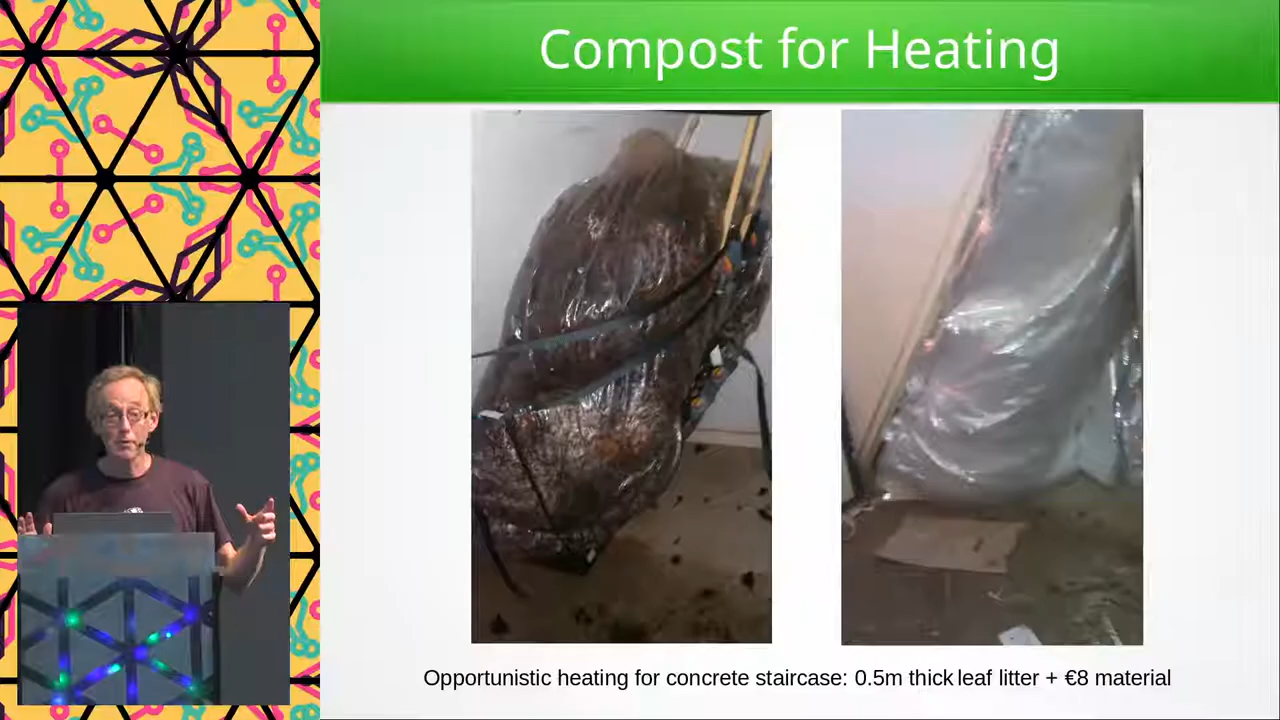 Compost for Heating
Opportunistic heating for concrete staircase: 0.5m thick leaf litter + €8 material